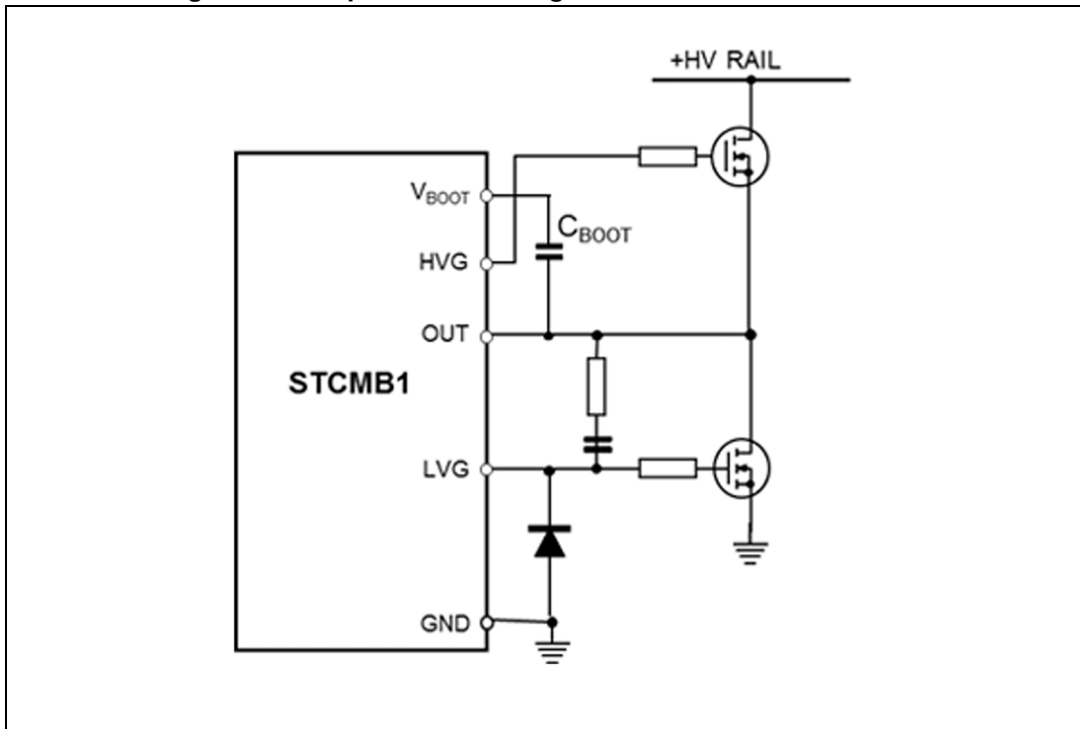 +HV RAIL
VBOOT
CBOOT
HVG
OUT
STCMB1
LVG
GND